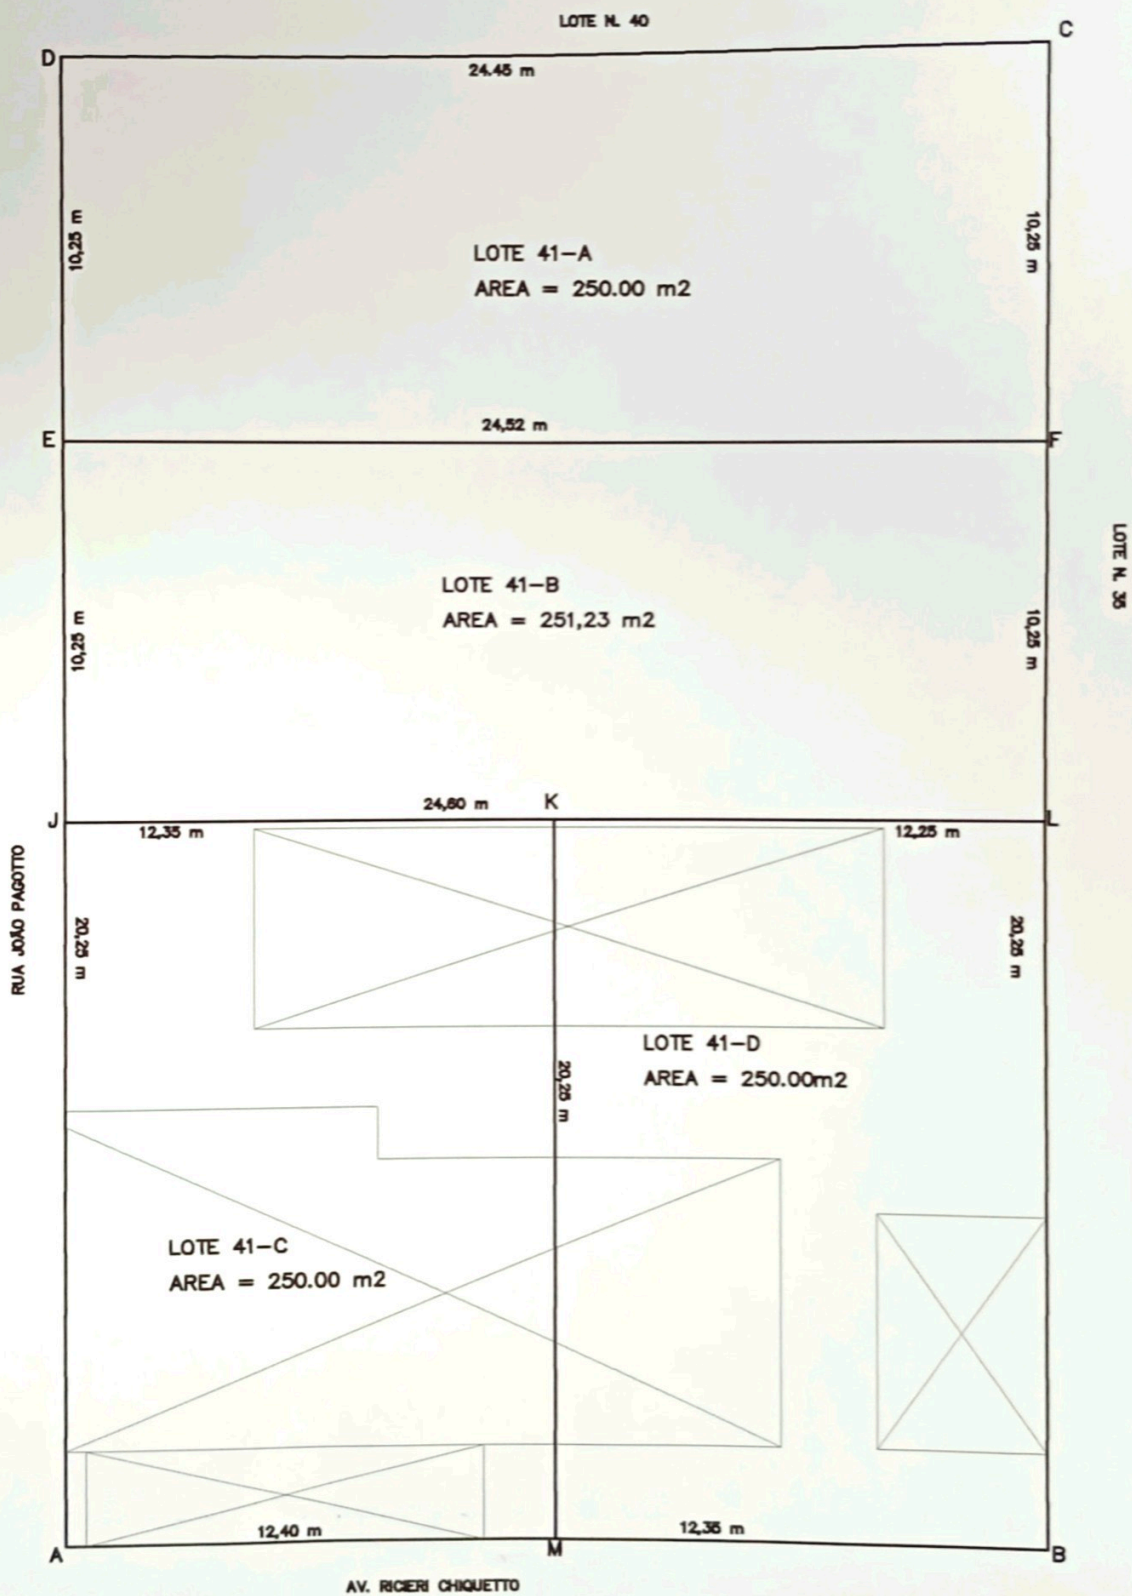 LOTE N. 40
D
C
24.45 m
10,25 m
10,25 m
LOTE 41-A
AREA = 250.00 m2
24,52 m
E
F
LOTE N. 35
LOTE 41-B
AREA = 251,23 m2
10,25 m
10,25 m
24,60 m
K
J
L
12,35 m
12,25 m
RUA JOÃO PAGOTTO
20,25 m
20,25 m
LOTE 41-D
AREA = 250.00m2
20,25 m
LOTE 41-C
AREA = 250.00 m2
12,40 m
12,35 m
A
M
B
AV. RICIERI CHIQUETTO